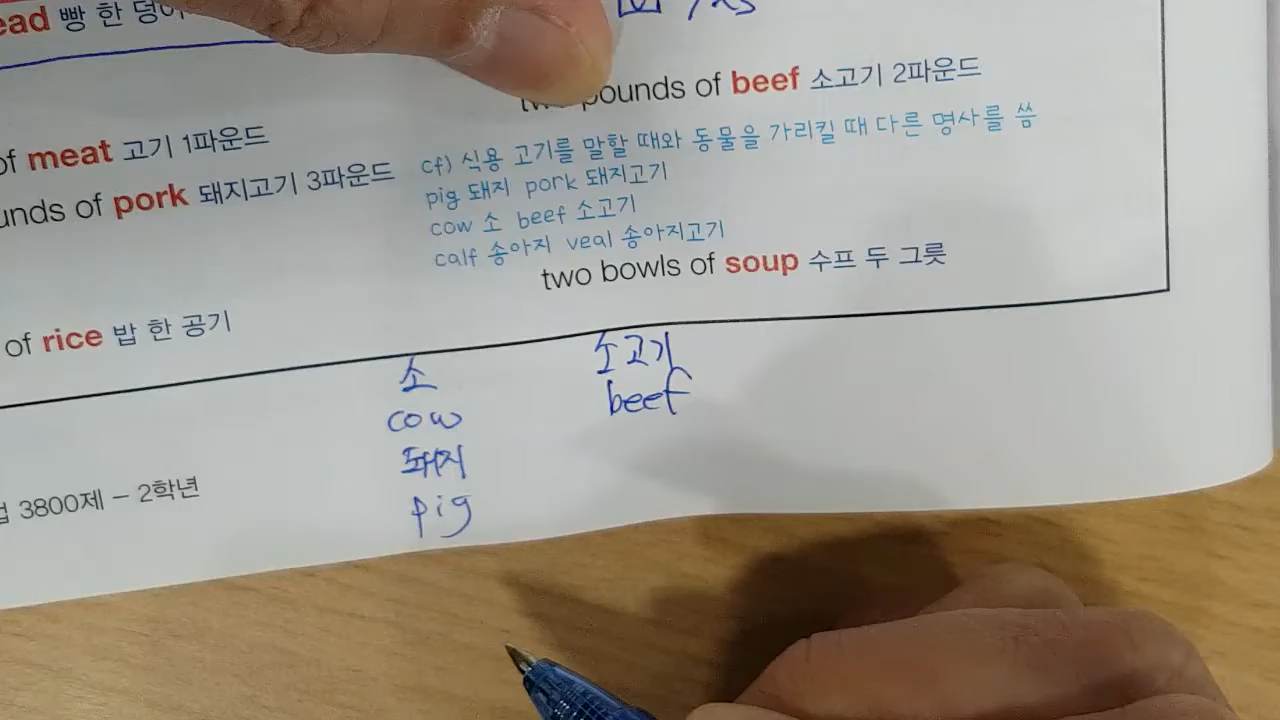 ead 빵 한 덩이
two pounds of beef 소고기 2파운드
of meat 고기 1파운드
cf) 식용 고기를 말할 때와 동물을 가리킬 때 다른 명사를 씀
unds of pork 돼지고기 3파운드
pig 돼지 pork 돼지고기
cow 소 beef 소고기
calf 송아지 veal 송아지고기
two bowls of soup 수프 두 그릇
of rice 밥 한 공기
소 소고기
cow beef
돼지
pig
법 3800제 – 2학년